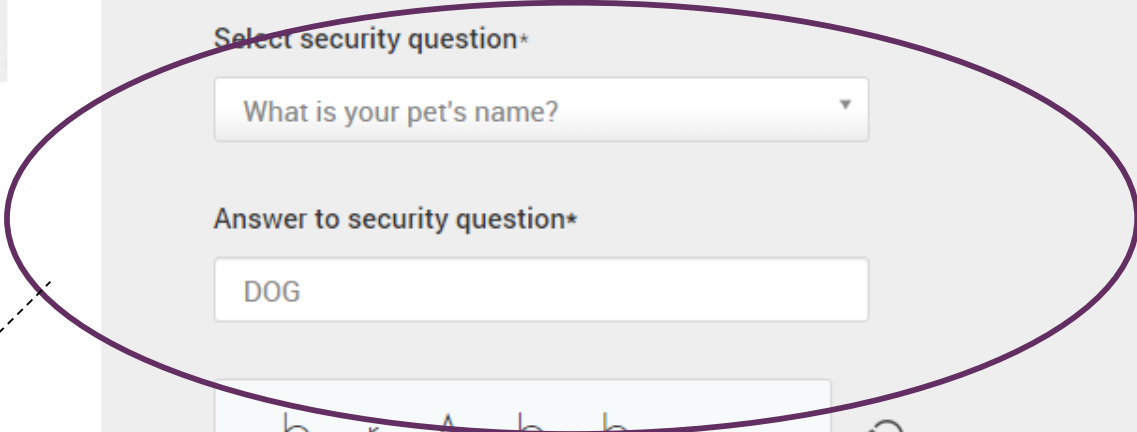 Select security question*
What is your pet's name?
Answer to security question*
DOG